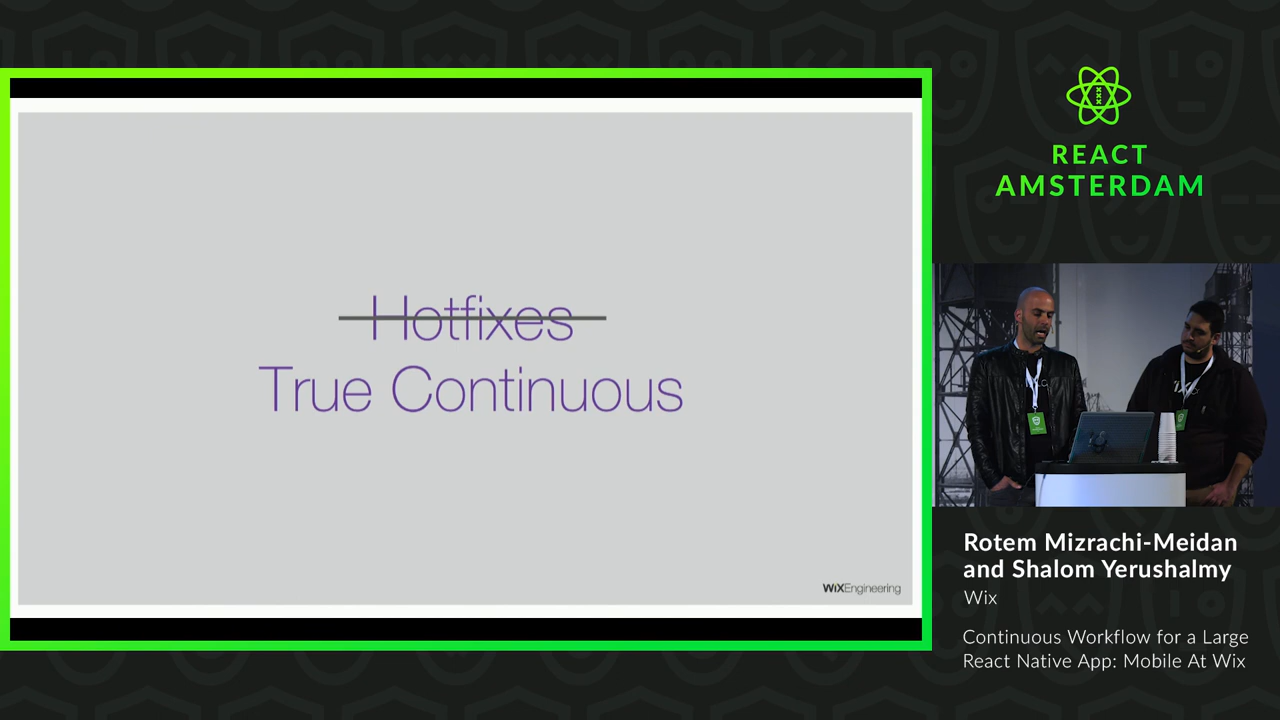 Hotfixes
True Continuous
WiXEngineering
REACT
AMSTERDAM
Rotem Mizrachi-Meidan
and Shalom Yerushalmy
Wix
Continuous Workflow for a Large
React Native App: Mobile At Wix